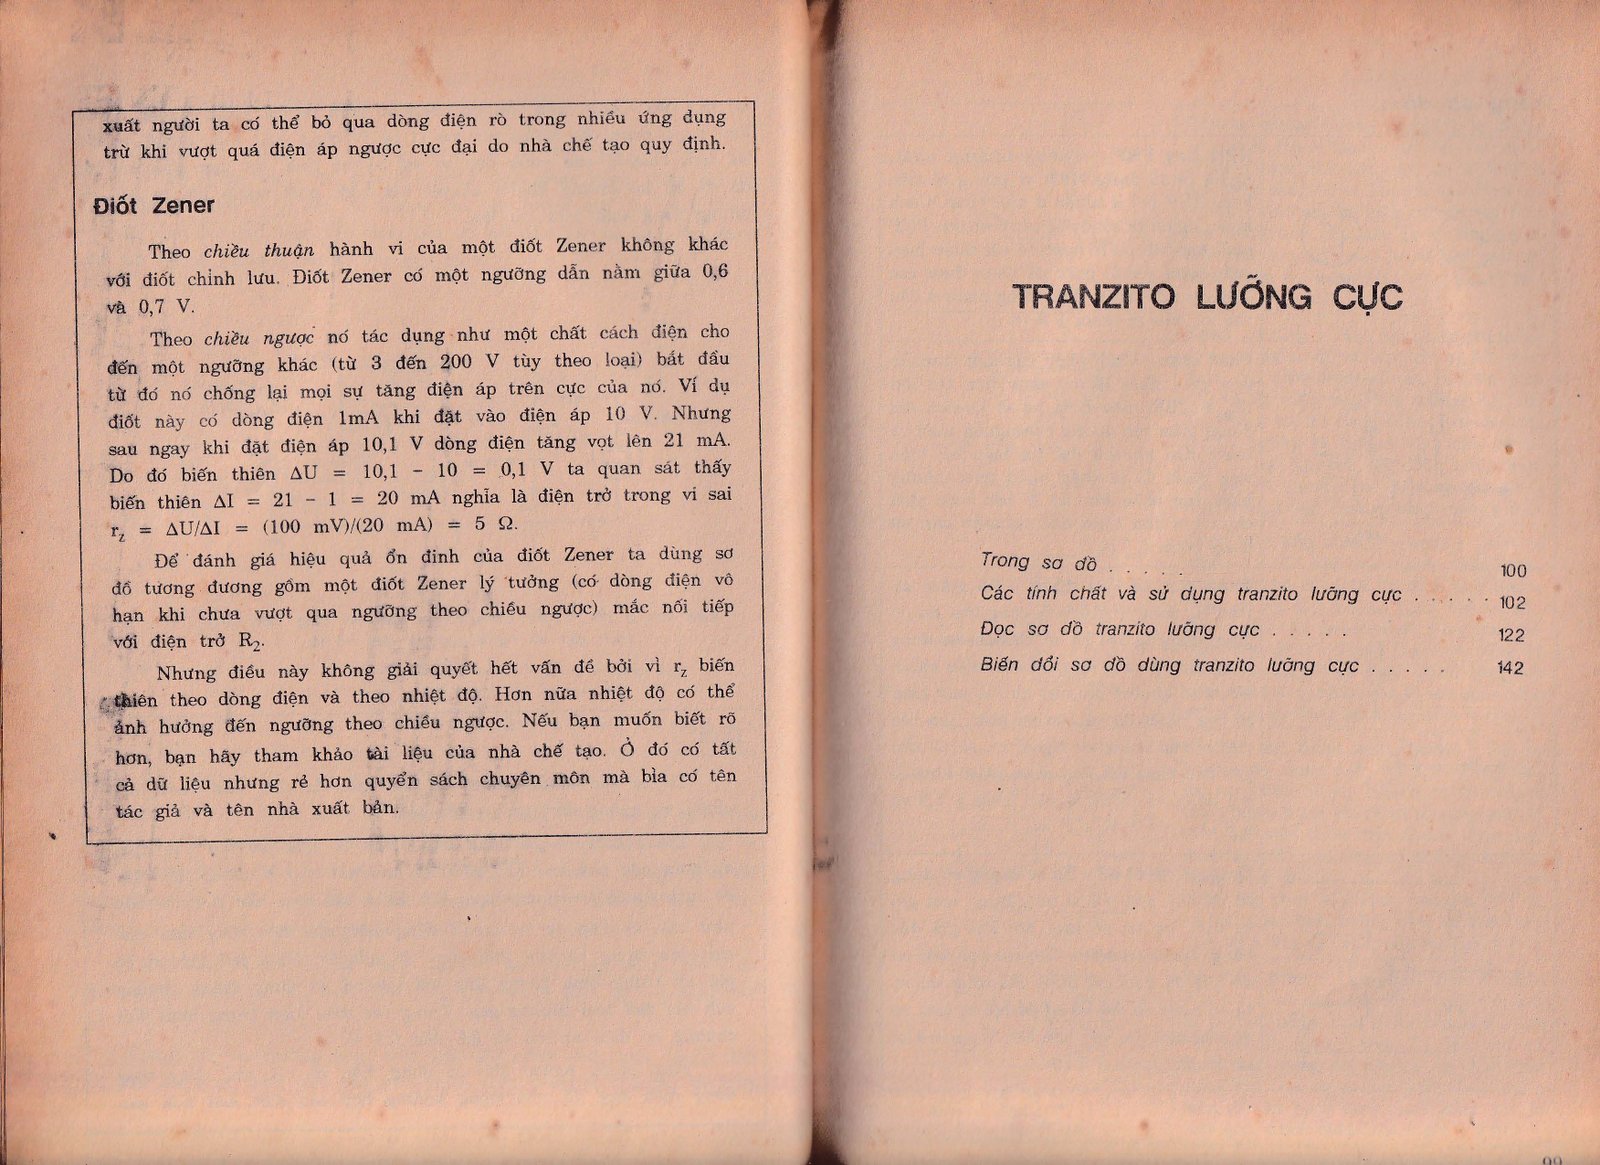 xuất người ta có thể bỏ qua dòng điện rò trong nhiều ứng dụng
trừ khi vượt quá điện áp ngược cực đại do nhà chế tạo quy định.
Điốt Zener
Theo chiều thuận hành vi của một điốt Zener không khác
với điốt chỉnh lưu. Điốt Zener có một ngưỡng dẫn nằm giữa 0,6
và 0,7 V.
Theo chiều ngược nó tác dụng như một chất cách điện cho
đến một ngưỡng khác (từ 3 đến 200 V tùy theo loại) bắt đầu
từ đó nó chống lại mọi sự tăng điện áp trên cực của nó. Ví dụ
điốt này có dòng điện 1mA khi đặt vào điện áp 10 V. Nhưng
sau ngay khi đặt điện áp 10,1 V dòng điện tăng vọt lên 21 mA.
Do đó biến thiên ΔU = 10,1 - 10 = 0,1 V ta quan sát thấy
biến thiên ΔI = 21 - 1 = 20 mA nghĩa là điện trở trong vi sai
r_z = ΔU/ΔI = (100 mV)/(20 mA) = 5 Ω.
Để đánh giá hiệu quả ổn định của điốt Zener ta dùng sơ
đồ tương đương gồm một điốt Zener lý tưởng (có dòng điện vô
hạn khi chưa vượt qua ngưỡng theo chiều ngược) mắc nối tiếp
với điện trở R₂.
Nhưng điều này không giải quyết hết vấn đề bởi vì r_z biến
thiên theo dòng điện và theo nhiệt độ. Hơn nữa nhiệt độ có thể
ảnh hưởng đến ngưỡng theo chiều ngược. Nếu bạn muốn biết rõ
hơn, bạn hãy tham khảo tài liệu của nhà chế tạo. Ở đó có tất
cả dữ liệu nhưng rẻ hơn quyển sách chuyên môn mà bìa có tên
tác giả và tên nhà xuất bản.
TRANZITO LƯỠNG CỰC
Trong sơ đồ . . . . . 100
Các tính chất và sử dụng tranzito lưỡng cực . . . . . 102
Đọc sơ đồ tranzito lưỡng cực . . . . . 122
Biến đổi sơ đồ dùng tranzito lưỡng cực . . . . . 142